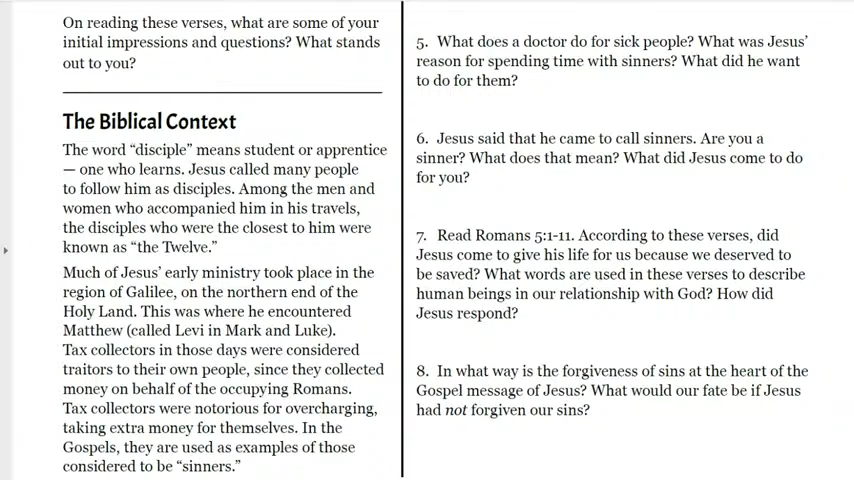 On reading these verses, what are some of your
initial impressions and questions? What stands
out to you?
The Biblical Context
The word “disciple” means student or apprentice
— one who learns. Jesus called many people
to follow him as disciples. Among the men and
women who accompanied him in his travels,
the disciples who were the closest to him were
known as “the Twelve.”
Much of Jesus’ early ministry took place in the
region of Galilee, on the northern end of the
Holy Land. This was where he encountered
Matthew (called Levi in Mark and Luke).
Tax collectors in those days were considered
traitors to their own people, since they collected
money on behalf of the occupying Romans.
Tax collectors were notorious for overcharging,
taking extra money for themselves. In the
Gospels, they are used as examples of those
considered to be “sinners.”
5. What does a doctor do for sick people? What was Jesus’
reason for spending time with sinners? What did he want
to do for them?
6. Jesus said that he came to call sinners. Are you a
sinner? What does that mean? What did Jesus come to do
for you?
7. Read Romans 5:1-11. According to these verses, did
Jesus come to give his life for us because we deserved to
be saved? What words are used in these verses to describe
human beings in our relationship with God? How did
Jesus respond?
8. In what way is the forgiveness of sins at the heart of the
Gospel message of Jesus? What would our fate be if Jesus
had not forgiven our sins?